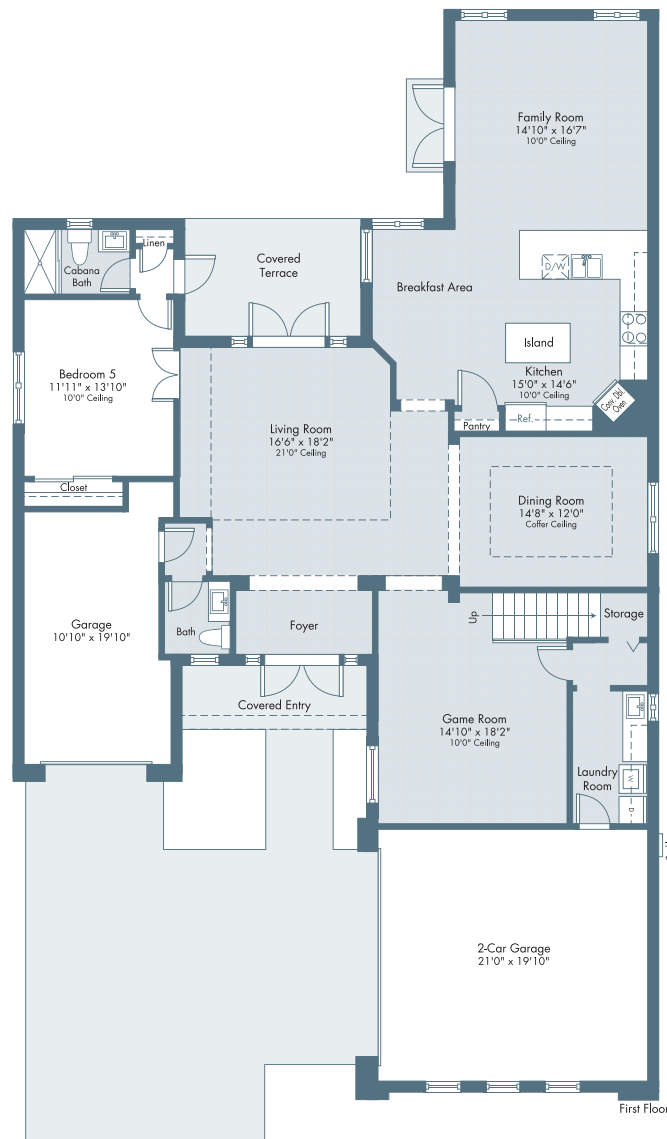 Family Room
14'10" x 16'7"
10'0" Ceiling
Linen
Cabana
Bath
Covered
Terrace
D/W
Breakfast Area
Island
Kitchen
15'0" x 14'6"
10'0" Ceiling
Conv. Dbl.
Oven
Bedroom 5
11'11" x 13'10"
10'0" Ceiling
Ref.
Pantry
Living Room
16'6" x 18'2"
21'0" Ceiling
Closet
Dining Room
14'8" x 12'0"
Coffer Ceiling
Garage
10'10" x 19'10"
Bath
Foyer
Up
Storage
Covered Entry
Game Room
14'10" x 18'2"
10'0" Ceiling
Laundry
Room
W
D
2-Car Garage
21'0" x 19'10"
First Floor